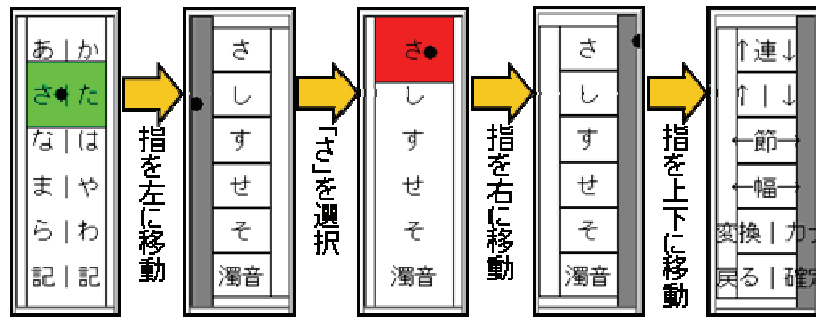 あ | か
さ | た
な | は
ま | や
ら | わ
記 | 記
指を左に移動
さ
し
す
せ
そ
濁音
「さ」を選択
さ
し
す
せ
そ
濁音
指を右に移動
さ
し
す
せ
そ
濁音
指を上下に移動
↑連↓
↑ | ↓
←節→
←幅→
変換 | カナ
戻る | 確定